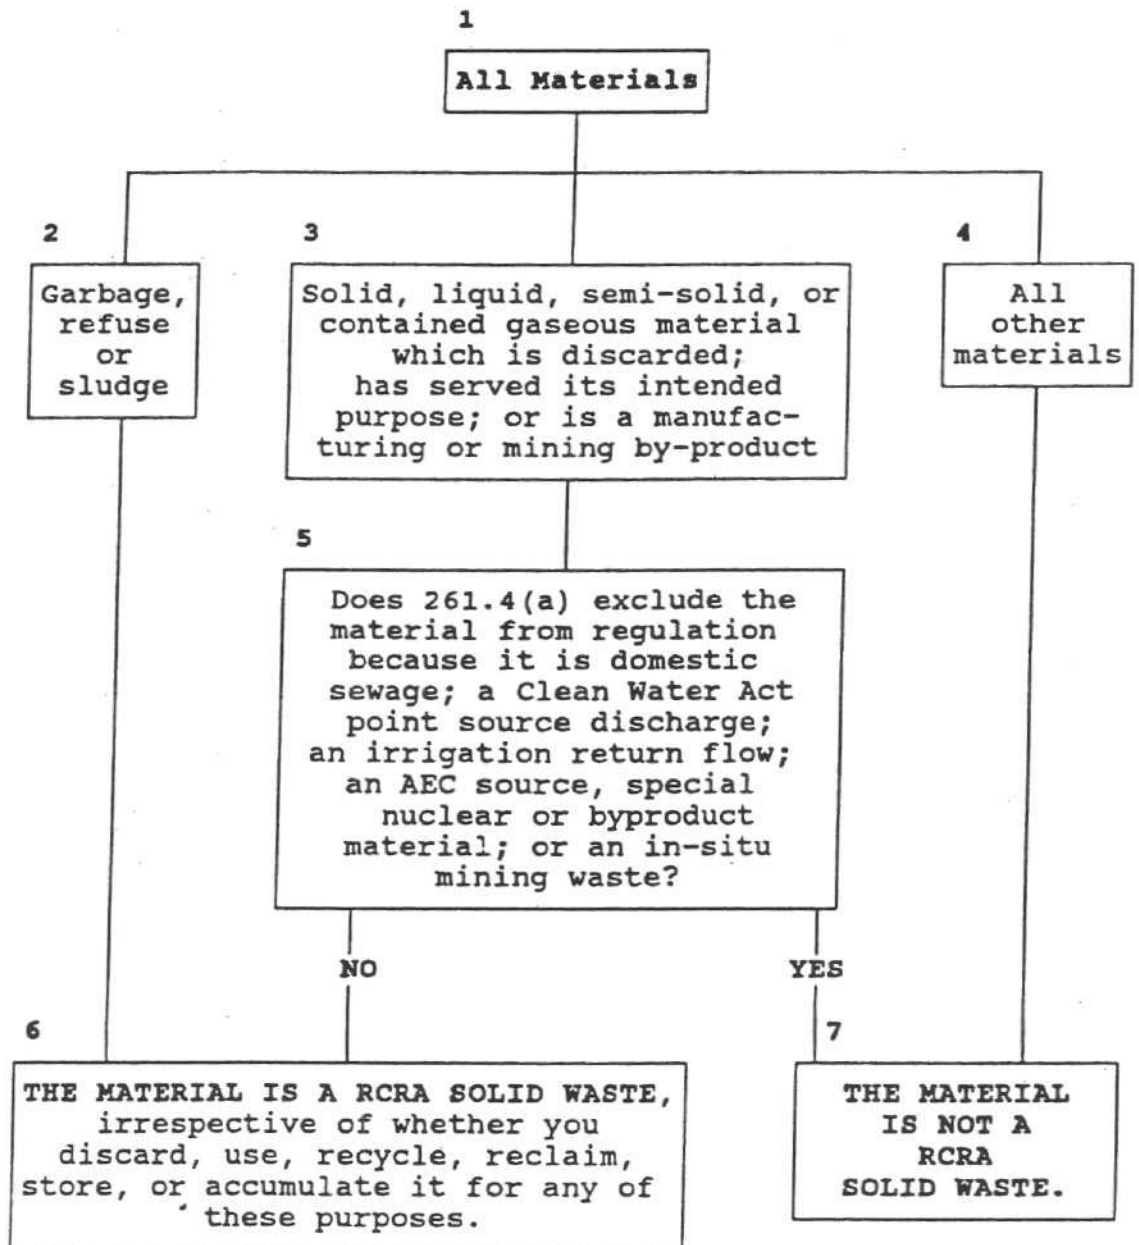 1
All Materials
2
Garbage,
refuse
or
sludge
3
Solid, liquid, semi-solid, or
contained gaseous material
which is discarded;
has served its intended
purpose; or is a manufac-
turing or mining by-product
4
All
other
materials
5
Does 261.4(a) exclude the
material from regulation
because it is domestic
sewage; a Clean Water Act
point source discharge;
an irrigation return flow;
an AEC source, special
nuclear or byproduct
material; or an in-situ
mining waste?
NO
YES
6
THE MATERIAL IS A RCRA SOLID WASTE,
irrespective of whether you
discard, use, recycle, reclaim,
store, or accumulate it for any of
these purposes.
7
THE MATERIAL
IS NOT A
RCRA
SOLID WASTE.